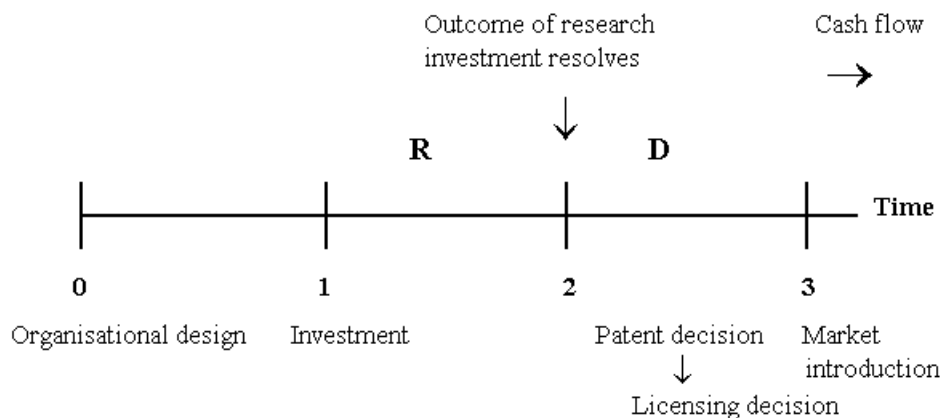 Outcome of research
investment resolves
Cash flow
R
D
Time
0
1
2
3
Organisational design
Investment
Patent decision
Market
introduction
Licensing decision